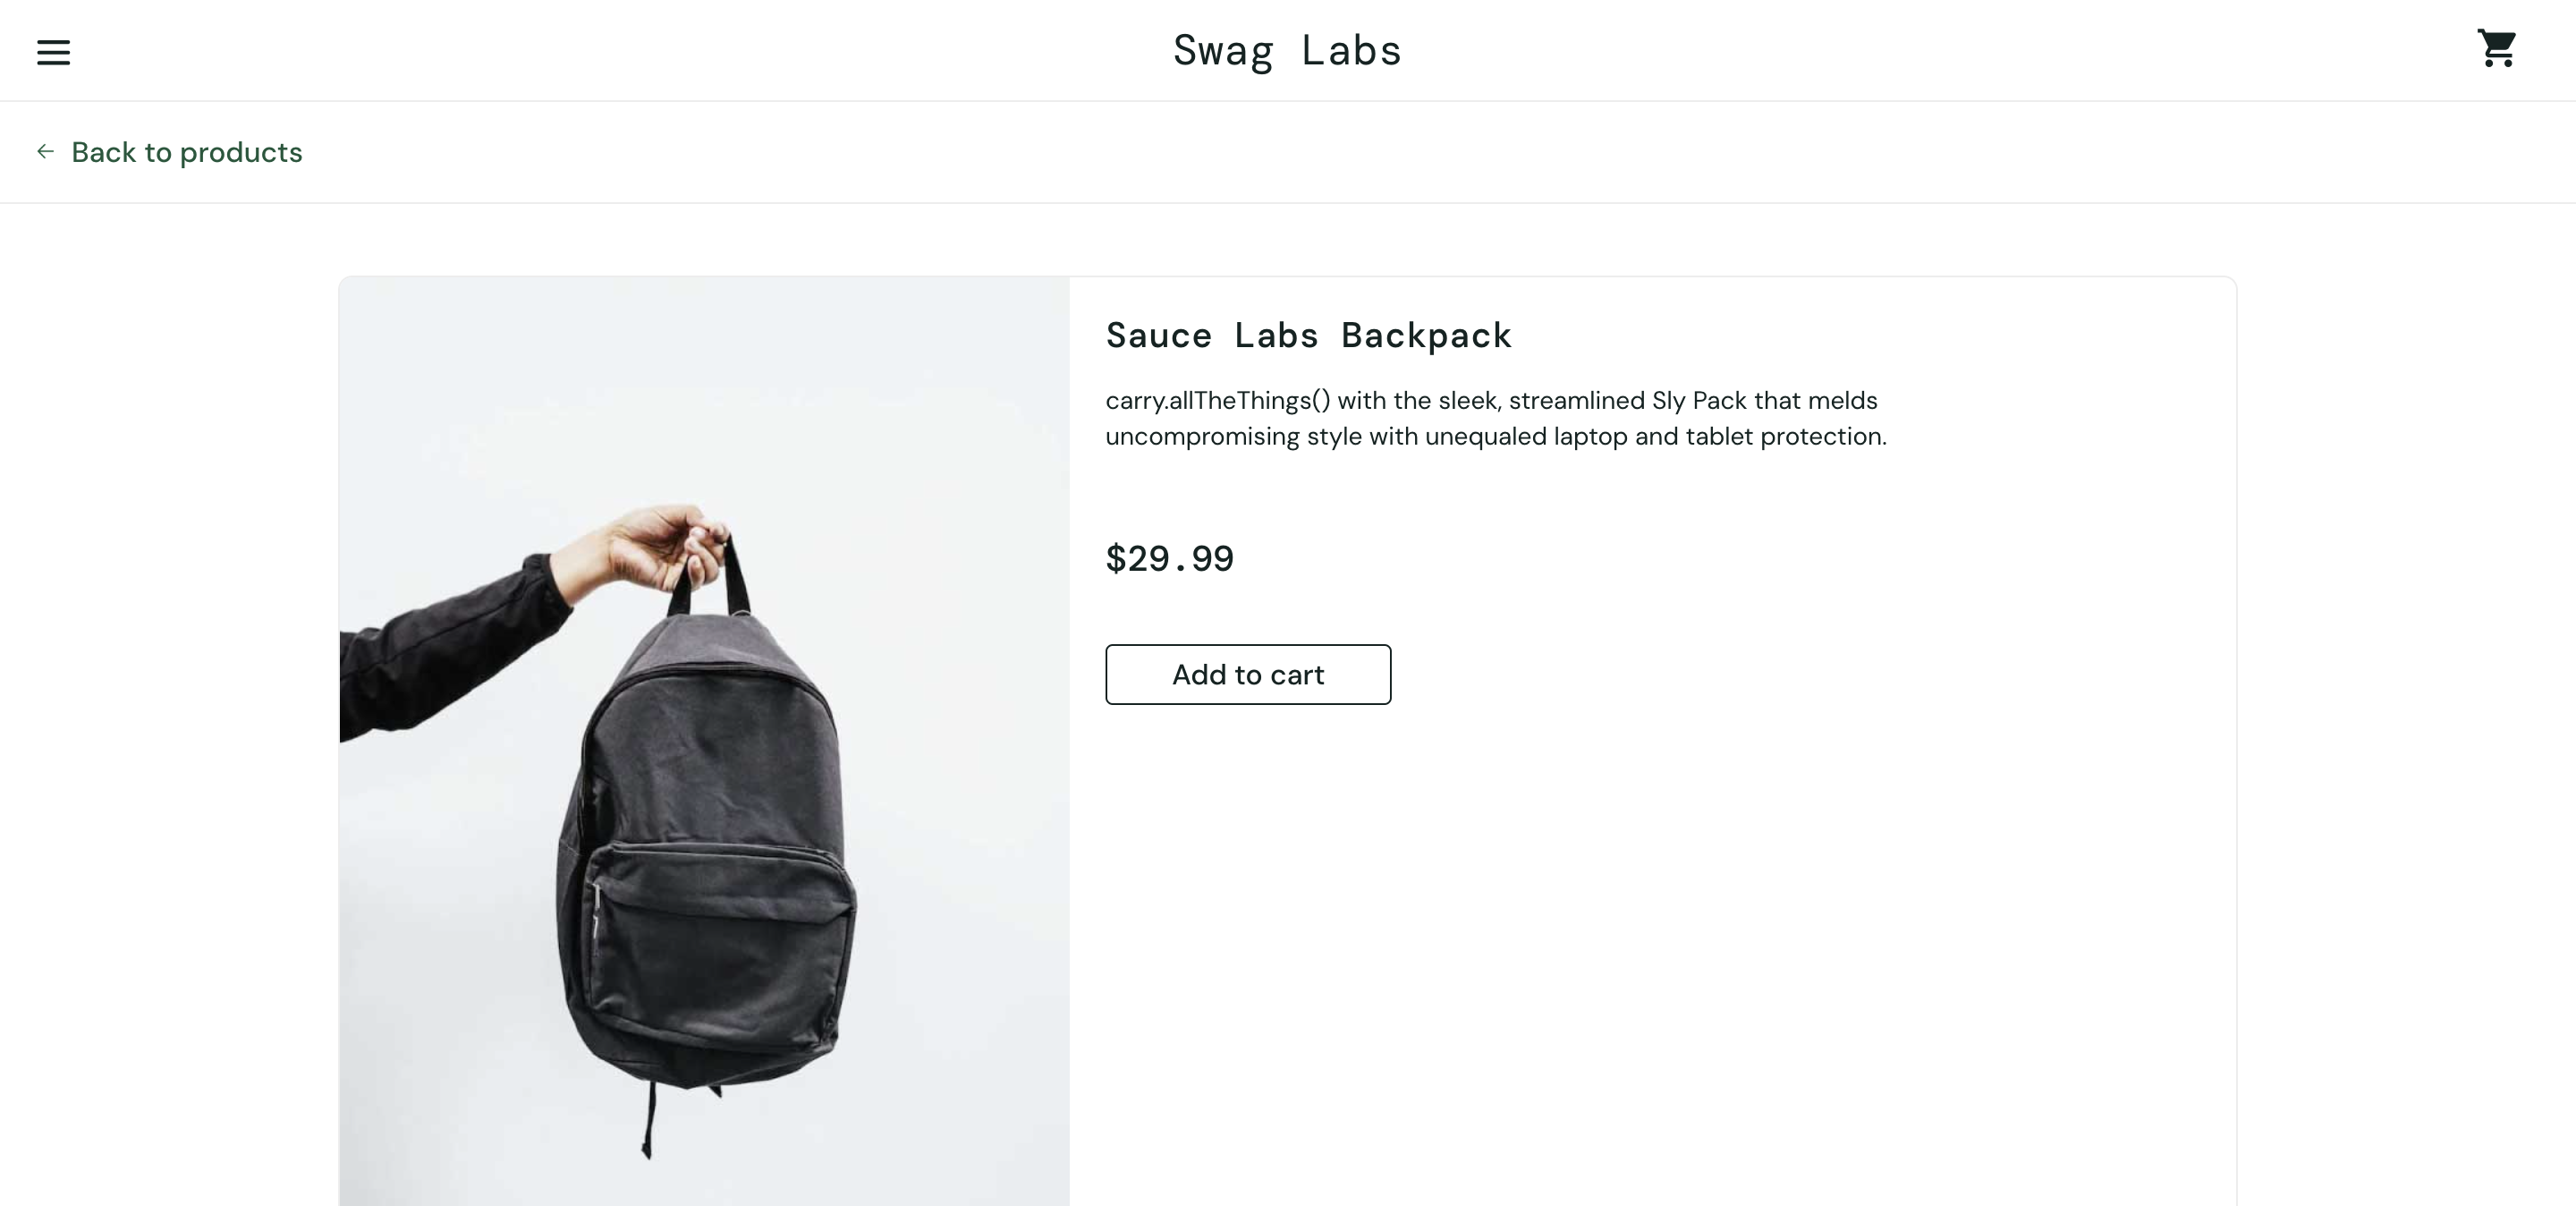 Swag Labs
Back to products
Sauce Labs Backpack
carry.allTheThings() with the sleek, streamlined Sly Pack that melds
uncompromising style with unequaled laptop and tablet protection.
$29.99
Add to cart